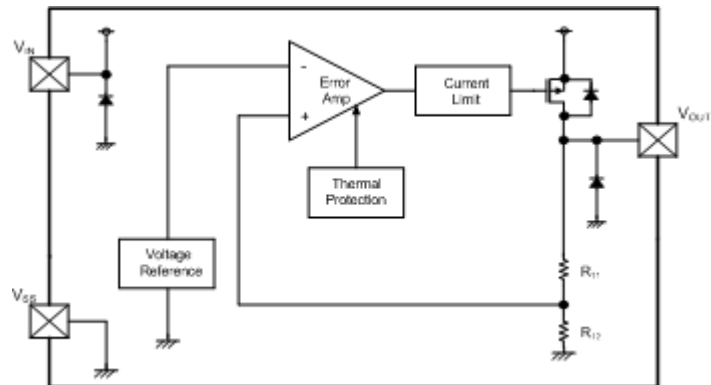 VIN
-
Error
Amp
+
Current
Limit
VOUT
Thermal
Protection
Voltage
Reference
R11
VSS
R12